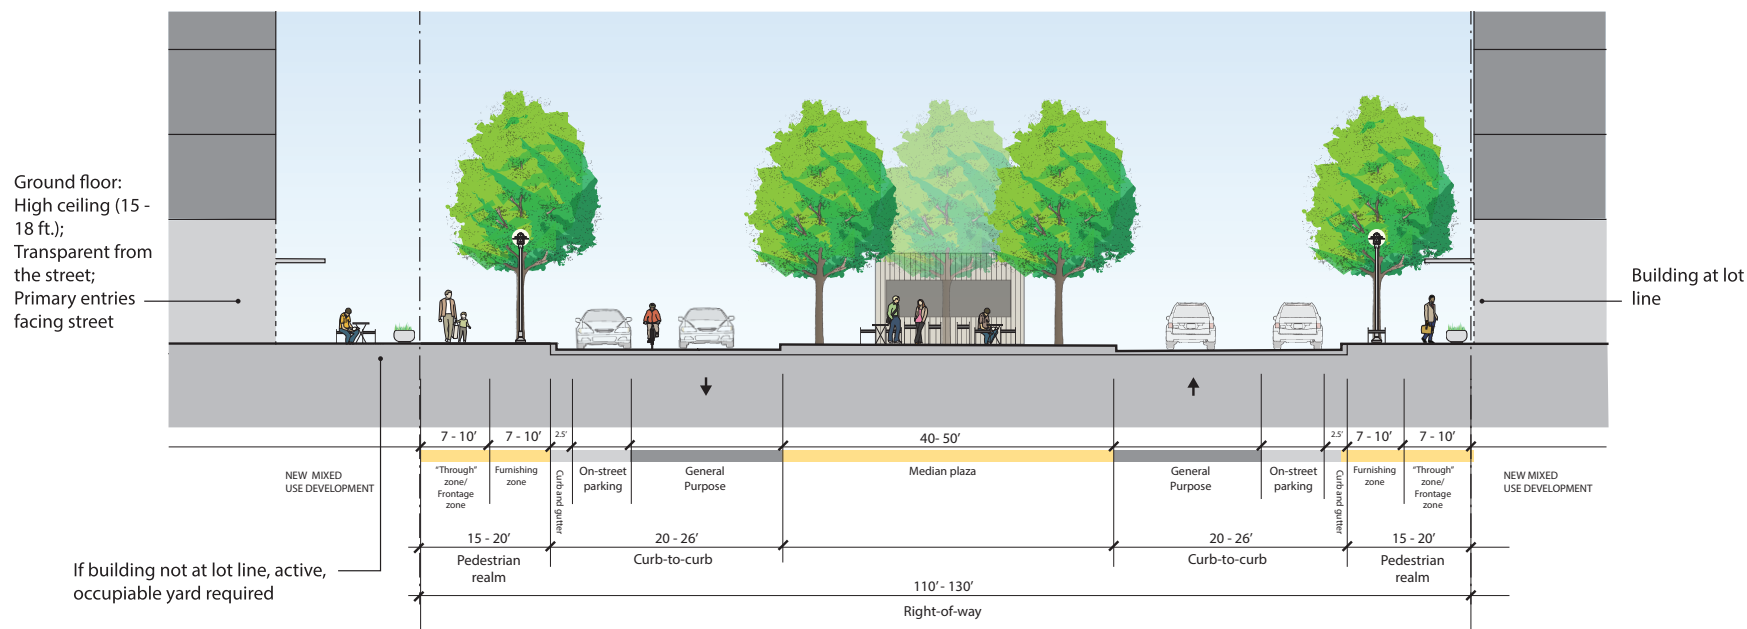 Ground floor:
High ceiling (15 -
18 ft.);
Transparent from
the street;
Primary entries
facing street
Building at lot
line
If building not at lot line, active,
occupiable yard required
7 - 10’
7 - 10’
2.5’
40- 50’
2.5’
7 - 10’
7 - 10’
NEW MIXED
USE DEVELOPMENT
“Through”
zone/
Frontage
zone
Furnishing
zone
Curb and gutter
On-street
parking
General
Purpose
Median plaza
General
Purpose
On-street
parking
Curb and gutter
Furnishing
zone
“Through”
zone/
Frontage
zone
NEW MIXED
USE DEVELOPMENT
15 - 20’
20 - 26’
20 - 26’
15 - 20’
Pedestrian
realm
Curb-to-curb
Curb-to-curb
Pedestrian
realm
110’ - 130’
Right-of-way